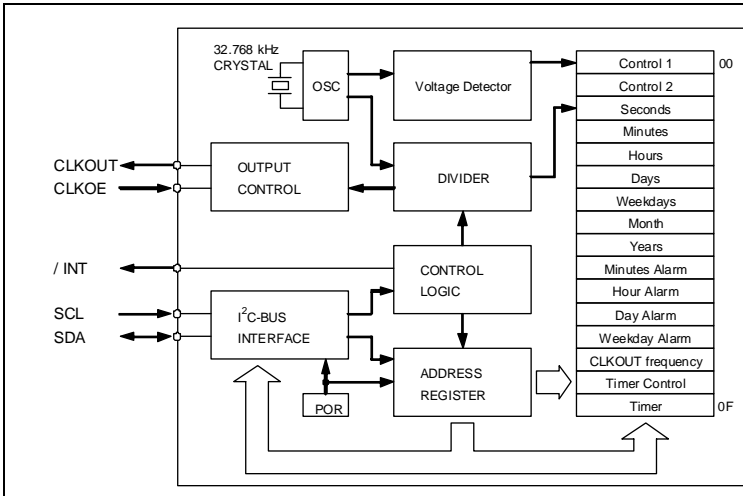 32.768 kHz
CRYSTAL
OSC
Voltage Detector
Control 1
00
Control 2
Seconds
Minutes
Hours
Days
Weekdays
Month
Years
Minutes Alarm
Hour Alarm
Day Alarm
Weekday Alarm
CLKOUT frequency
Timer Control
Timer
0F
CLKOUT
CLKOE
OUTPUT
CONTROL
DIVIDER
/ INT
CONTROL
LOGIC
SCL
SDA
I²C-BUS
INTERFACE
ADDRESS
REGISTER
POR